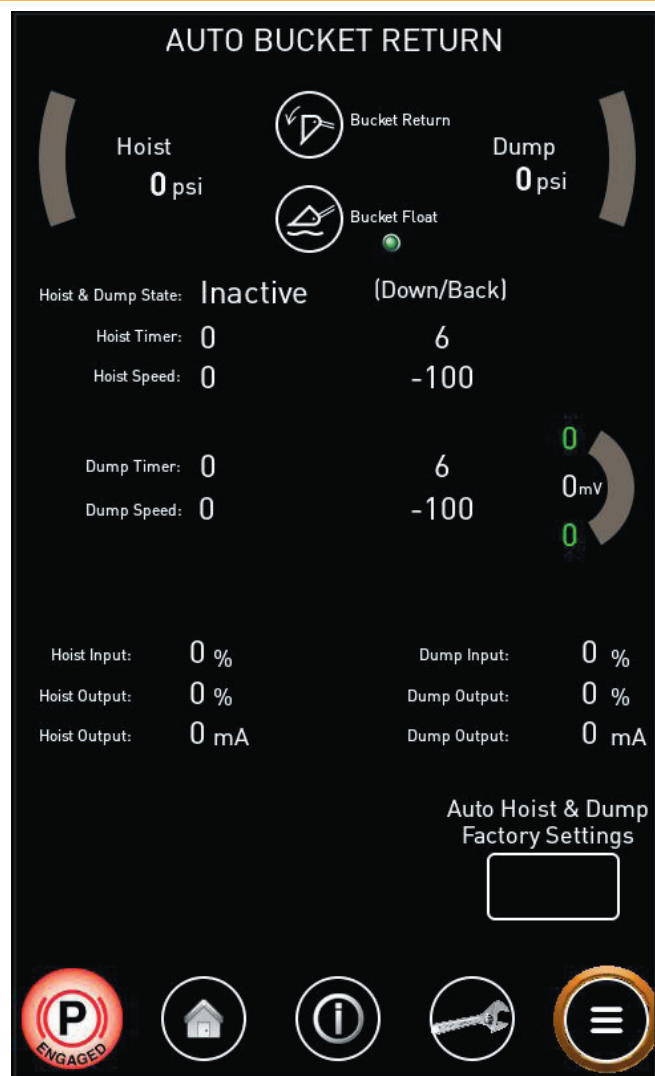 AUTO BUCKET RETURN
Bucket Return
Hoist
0 psi
Dump
0 psi
Bucket Float
Hoist & Dump State: Inactive (Down/Back)
Hoist Timer: 0 6
Hoist Speed: 0 -100
0
Dump Timer: 0 6
0mV
Dump Speed: 0 -100
0
Hoist Input: 0 % Dump Input: 0 %
Hoist Output: 0 % Dump Output: 0 %
Hoist Output: 0 mA Dump Output: 0 mA
Auto Hoist & Dump
Factory Settings
P
ENGAGED
i